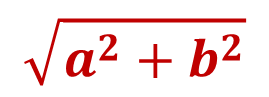 √(a² + b²)